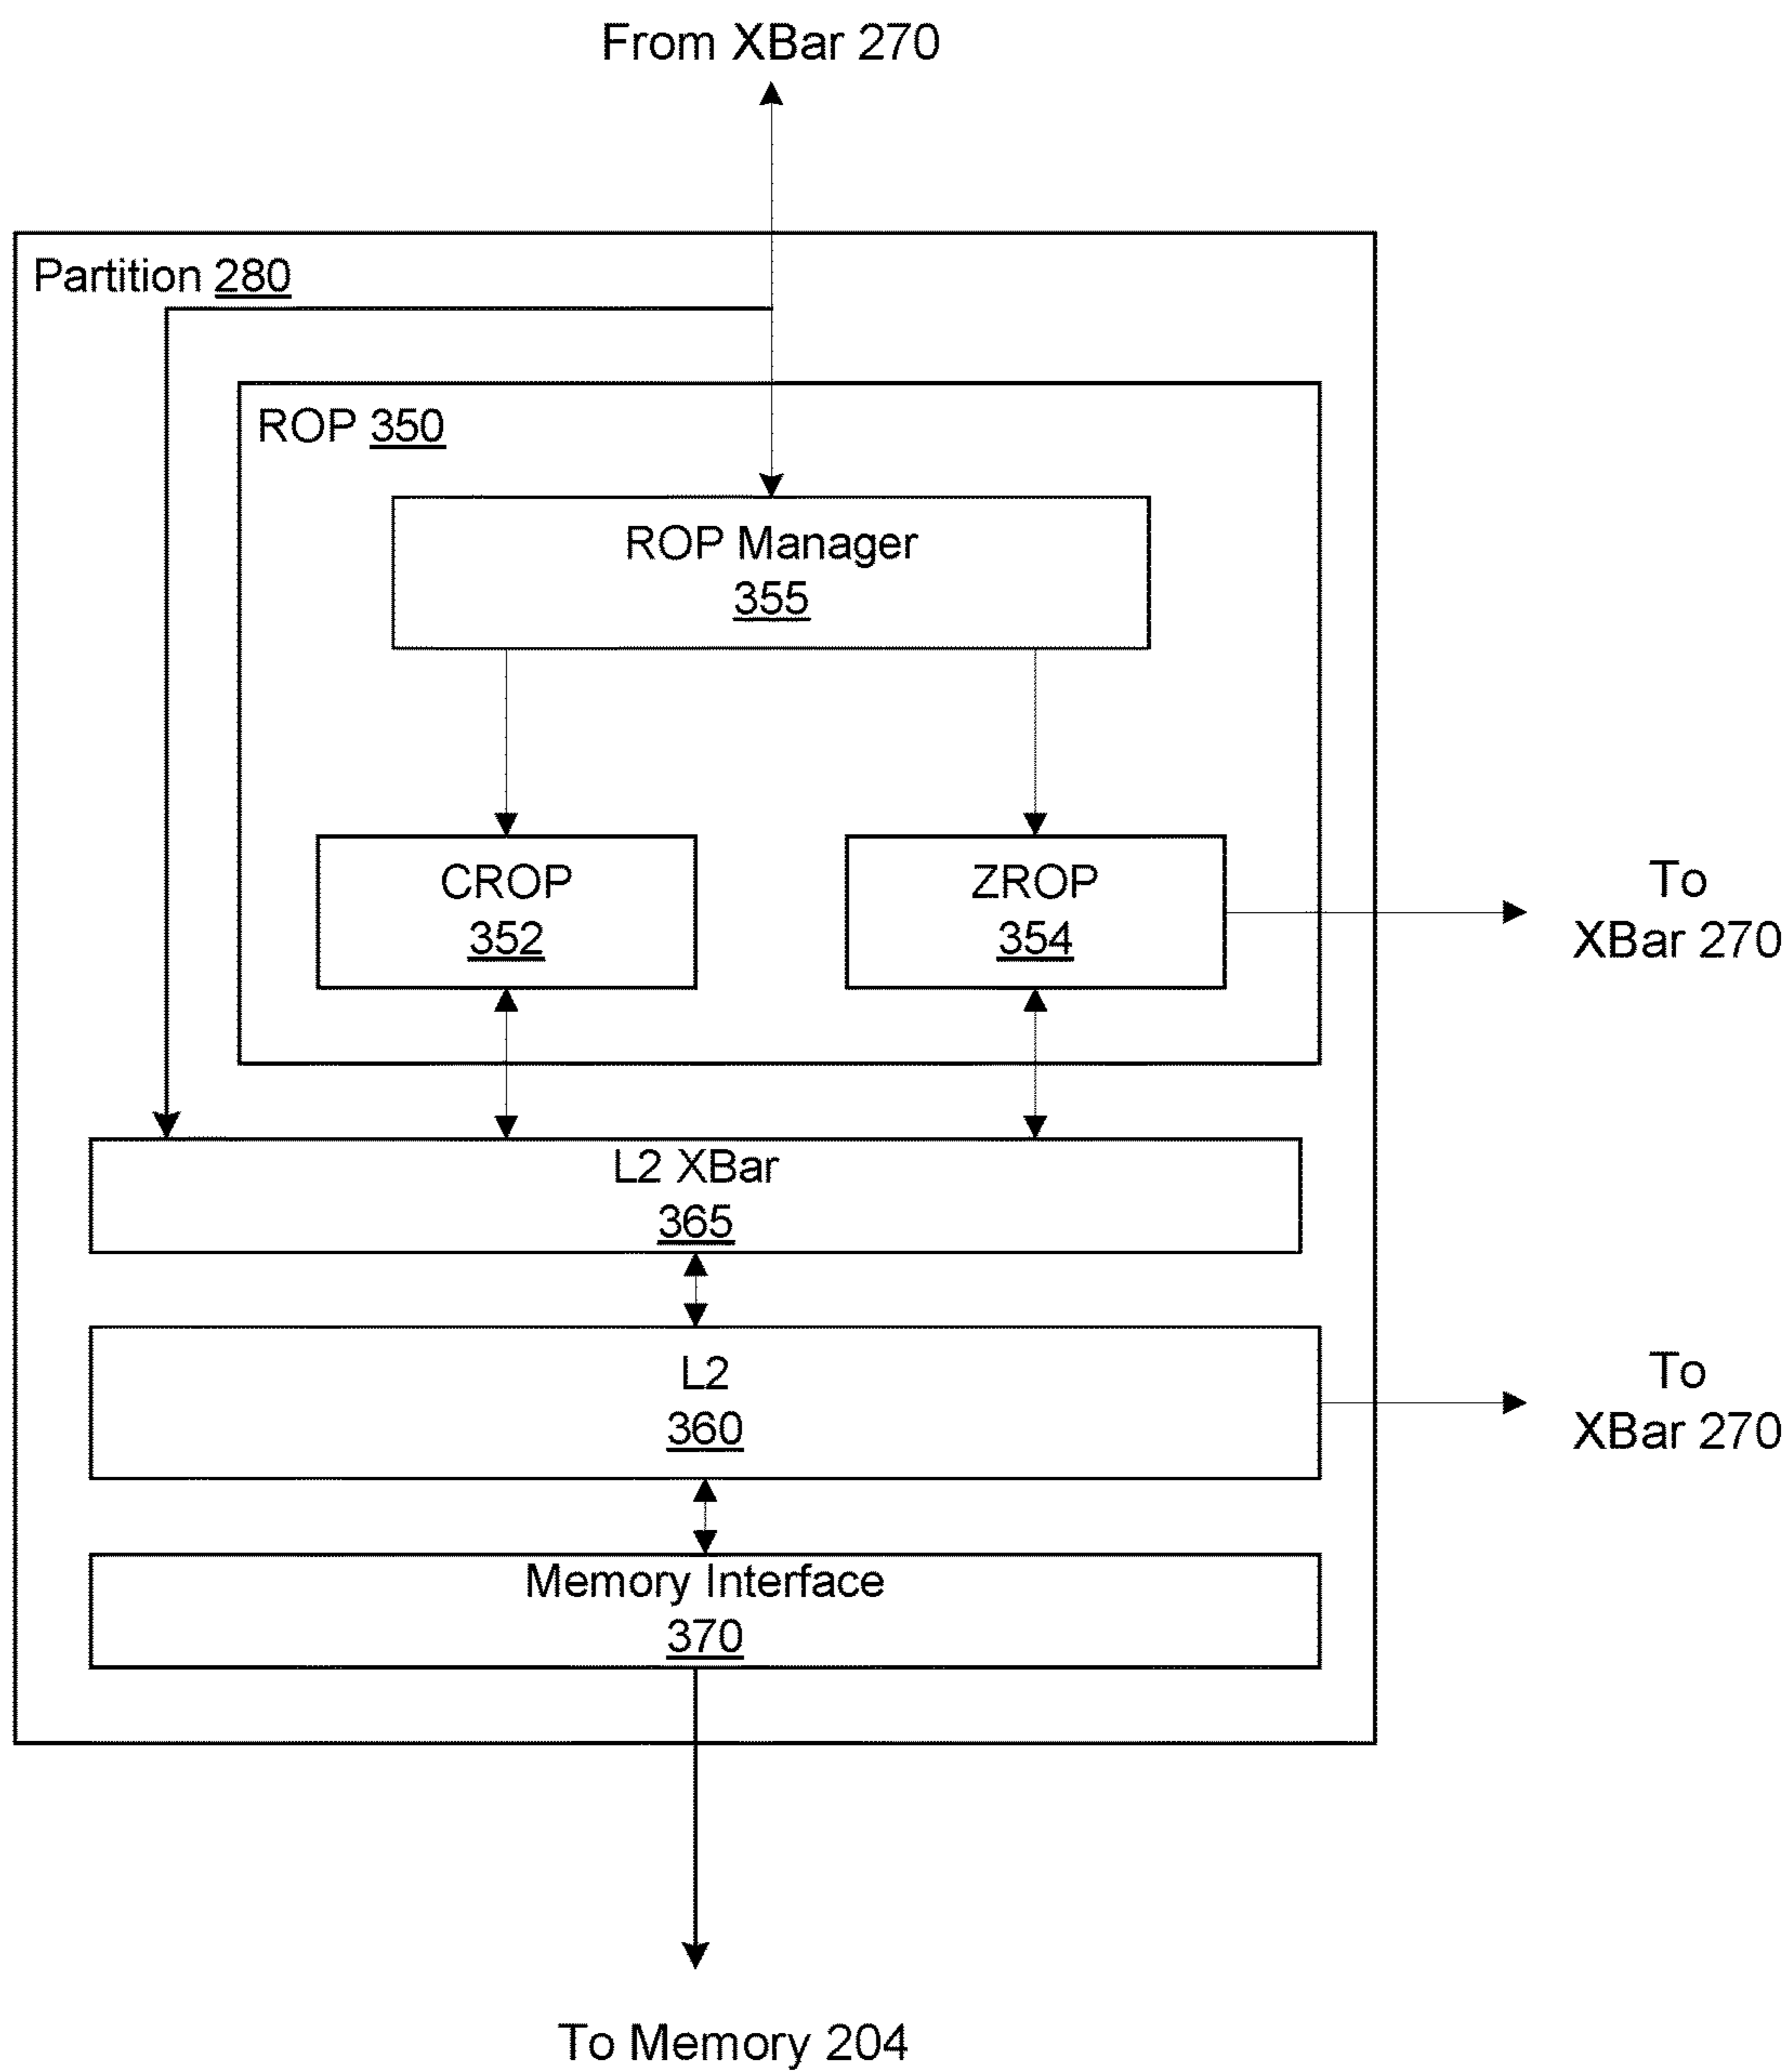 From XBar 270
Partition 280
ROP 350
ROP Manager
355
CROP
352
ZROP
354
To
XBar 270
L2 XBar
365
L2
360
To
XBar 270
Memory Interface
370
To Memory 204